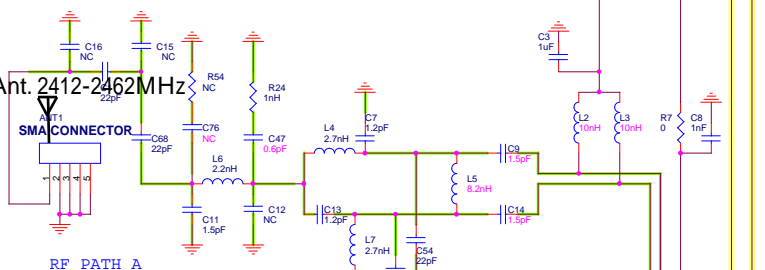 C16
NC
C15
NC
Ant. 2412-2462MHz
22pF
ANT1
SMA CONNECTOR
1
2
3
4
5
C68
22pF
R54
NC
C76
NC
R24
1nH
C47
0.6pF
L6
2.2nH
C11
1.5pF
C12
NC
L4
2.7nH
C7
1.2pF
C13
1.2pF
L7
2.7nH
C54
22pF
L5
8.2nH
C9
1.5pF
C14
1.5pF
C3
1uF
L2
10nH
L3
10nH
R7
0
C8
1nF
RF PATH A